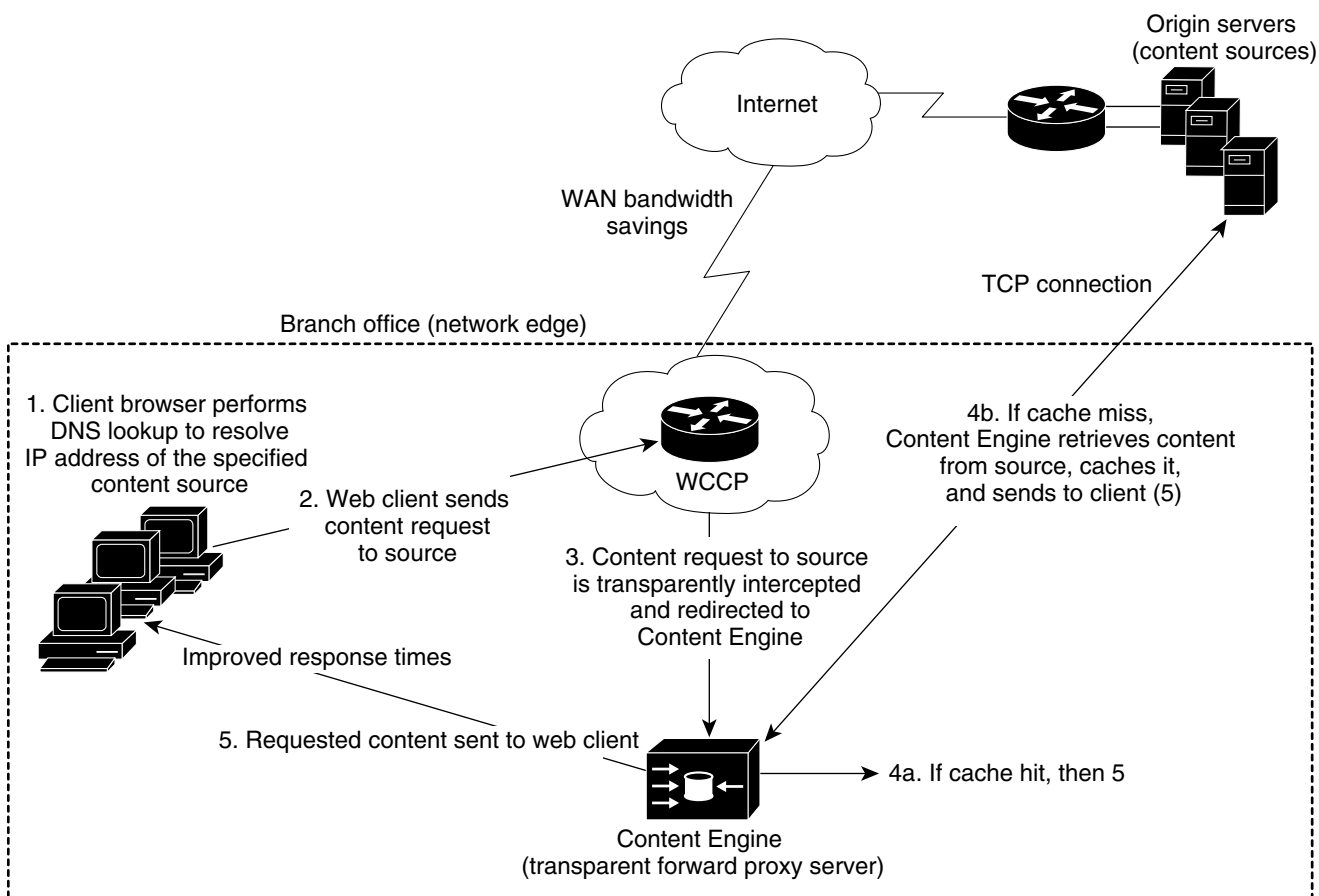 Origin servers
(content sources)
Internet
WAN bandwidth
savings
TCP connection
Branch office (network edge)
1. Client browser performs
DNS lookup to resolve
IP address of the specified
content source
2. Web client sends
content request
to source
WCCP
4b. If cache miss,
Content Engine retrieves content
from source, caches it,
and sends to client (5)
3. Content request to source
is transparently intercepted
and redirected to
Content Engine
Improved response times
5. Requested content sent to web client
4a. If cache hit, then 5
Content Engine
(transparent forward proxy server)